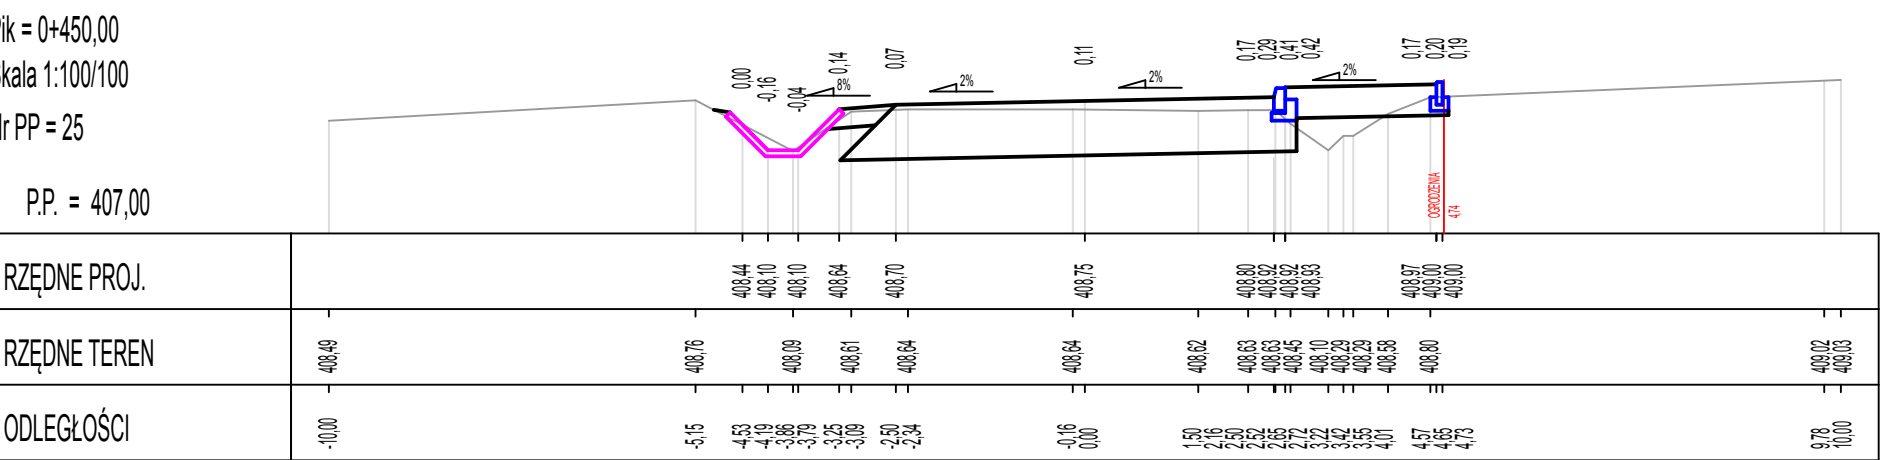 ik = 0+450,00
kala 1:100/100
r PP = 25
P.P. = 407,00
0,00 -0,16 -0,04 0,14 0,07 0,11 0,17 0,29 0,41 0,42 0,17 0,20 0,19
8% 2% 2% 2%
OGRODZENIA
4,74
RZĘDNE PROJ. 408,44 408,10 408,10 408,64 408,70 408,75 408,80 408,92 408,92 408,93 408,97 409,00 409,00
RZĘDNE TEREN 408,49 408,76 408,09 408,61 408,64 408,64 408,62 408,63 408,63 408,45 408,10 408,29 408,29 408,58 408,80 409,02 409,03
ODLEGŁOŚCI -10,00 -5,15 -4,53 -4,19 -3,86 -3,79 -3,25 -3,09 -2,50 -2,34 -0,16 0,00 1,50 2,16 2,50 2,52 2,65 2,72 3,22 3,42 3,55 4,01 4,57 4,65 4,73 9,78 10,00